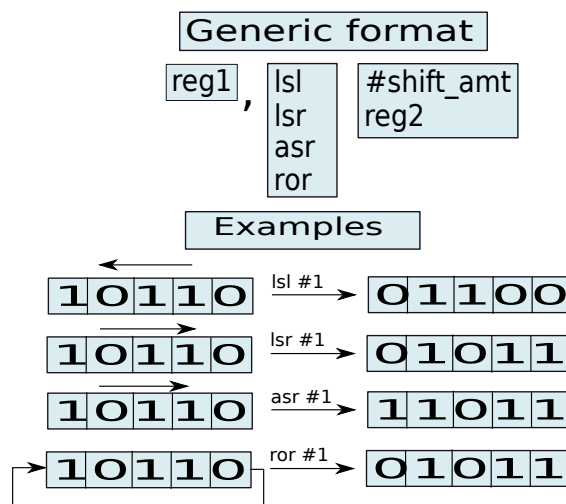 Generic format
reg1 , lsl #shift_amt
lsr reg2
asr
ror
Examples
10110 lsl #1 01100
10110 lsr #1 01011
10110 asr #1 11011
10110 ror #1 01011